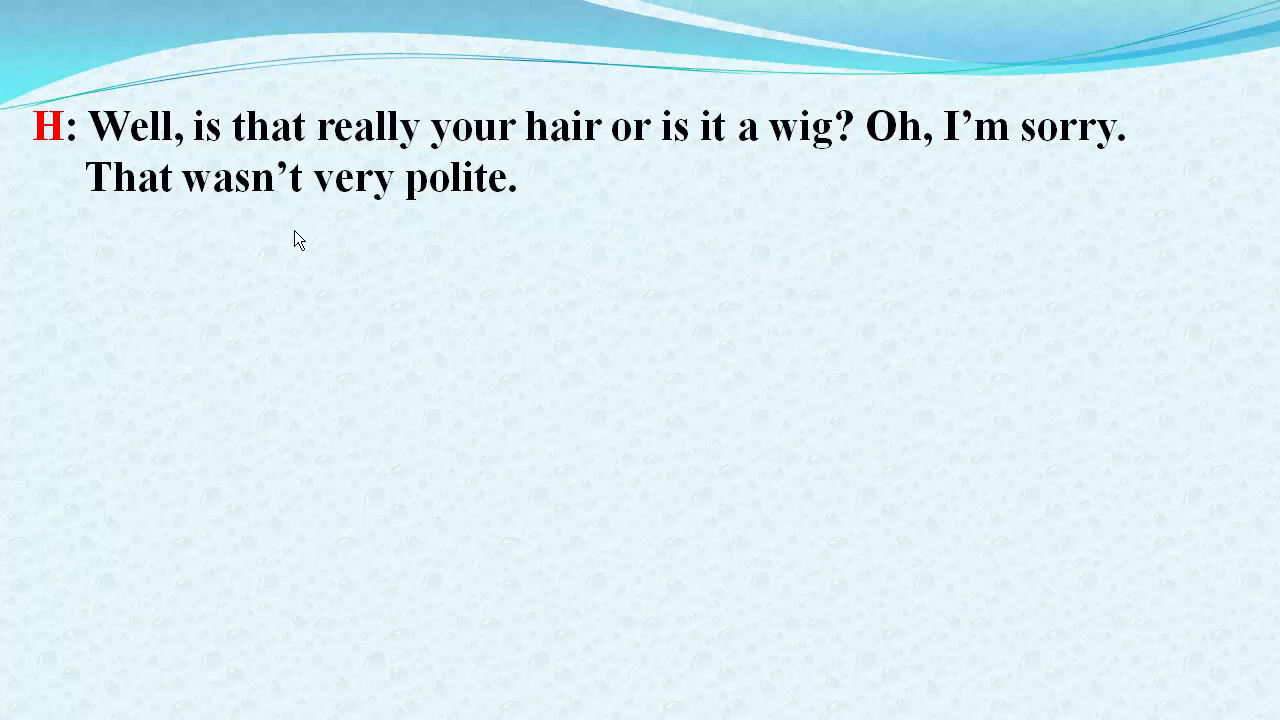 H: Well, is that really your hair or is it a wig? Oh, I’m sorry.
That wasn’t very polite.